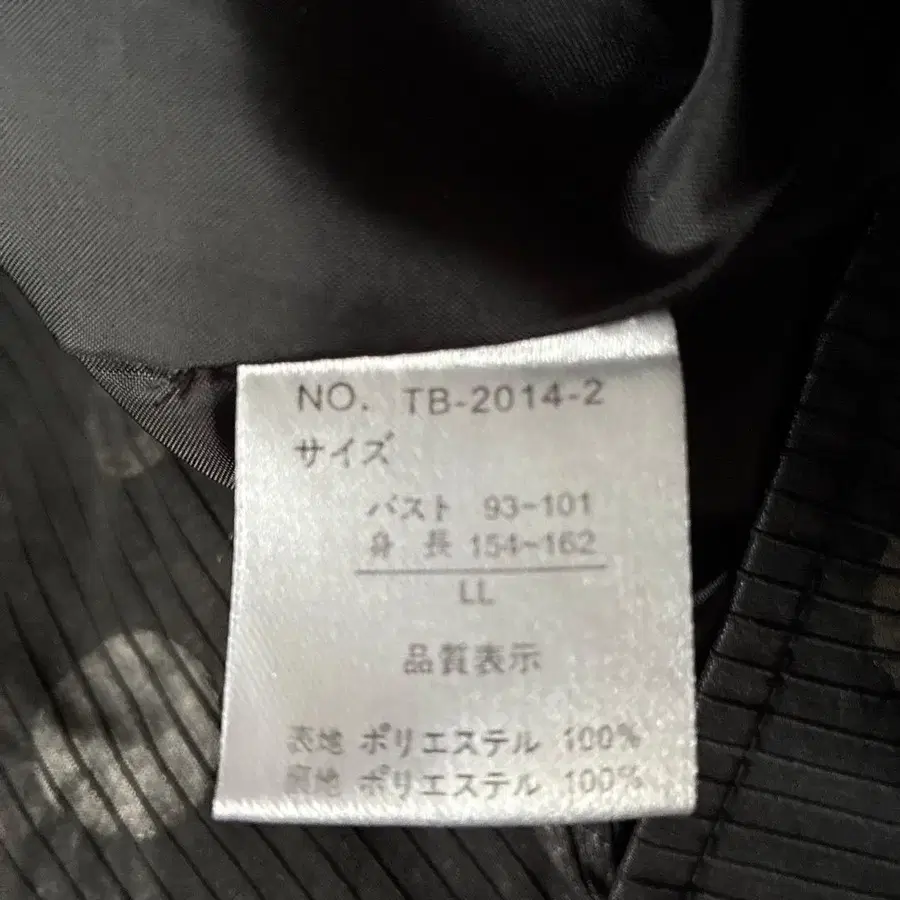 NO. TB-2014-2
サイズ
バスト 93-101
身長 154~162
LL
品質表示
表地 ポリエステル 100%
裏地 ポリエステル 100%